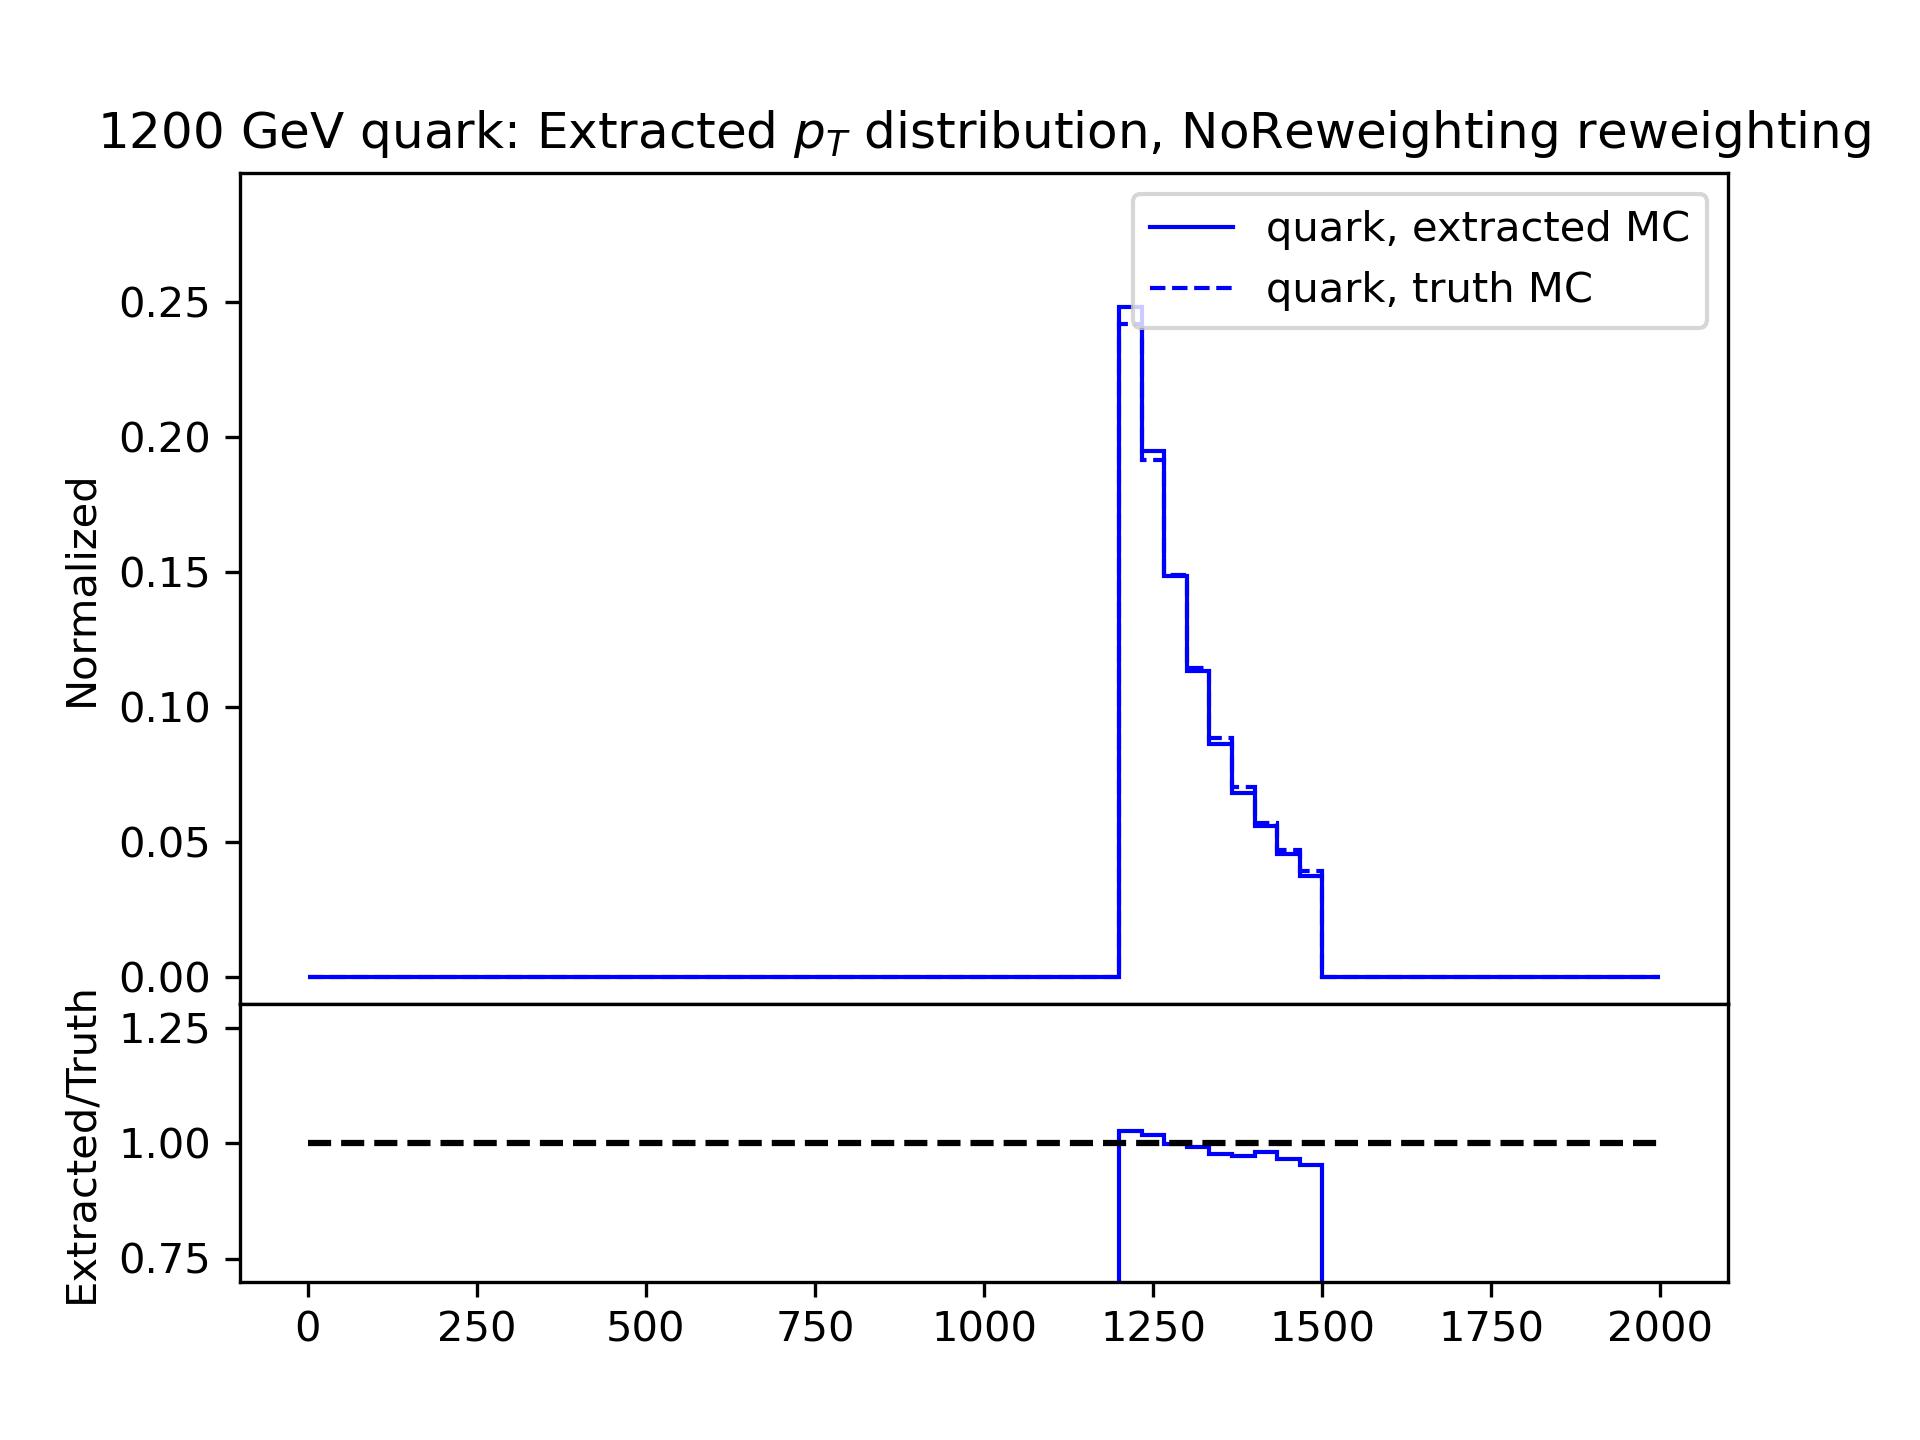 1200 GeV quark: Extracted p_T distribution, NoReweighting reweighting
quark, extracted MC
quark, truth MC
Normalized
0.25
0.20
0.15
0.10
0.05
0.00
Extracted/Truth
1.25
1.00
0.75
0 250 500 750 1000 1250 1500 1750 2000